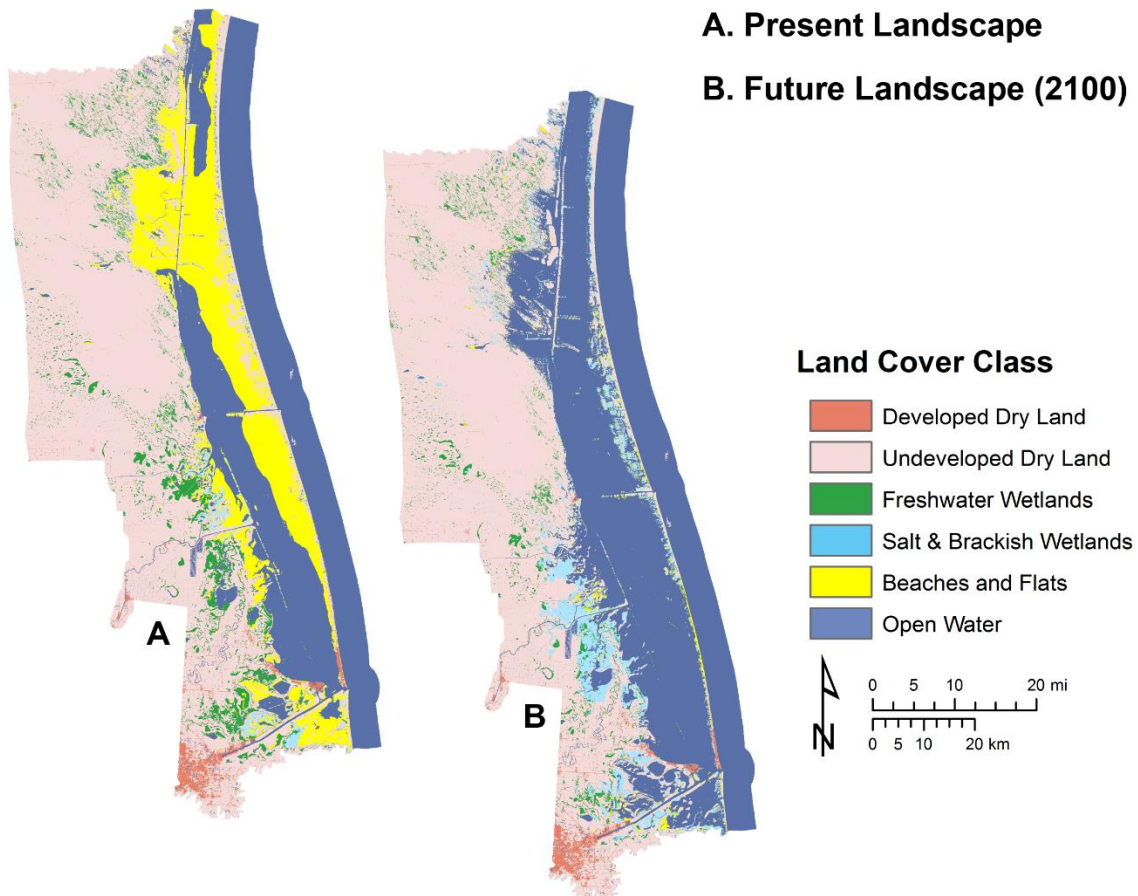 A. Present Landscape
B. Future Landscape (2100)
A
B
Land Cover Class
Developed Dry Land
Undeveloped Dry Land
Freshwater Wetlands
Salt & Brackish Wetlands
Beaches and Flats
Open Water
N
0 5 10 20 mi
0 5 10 20 km